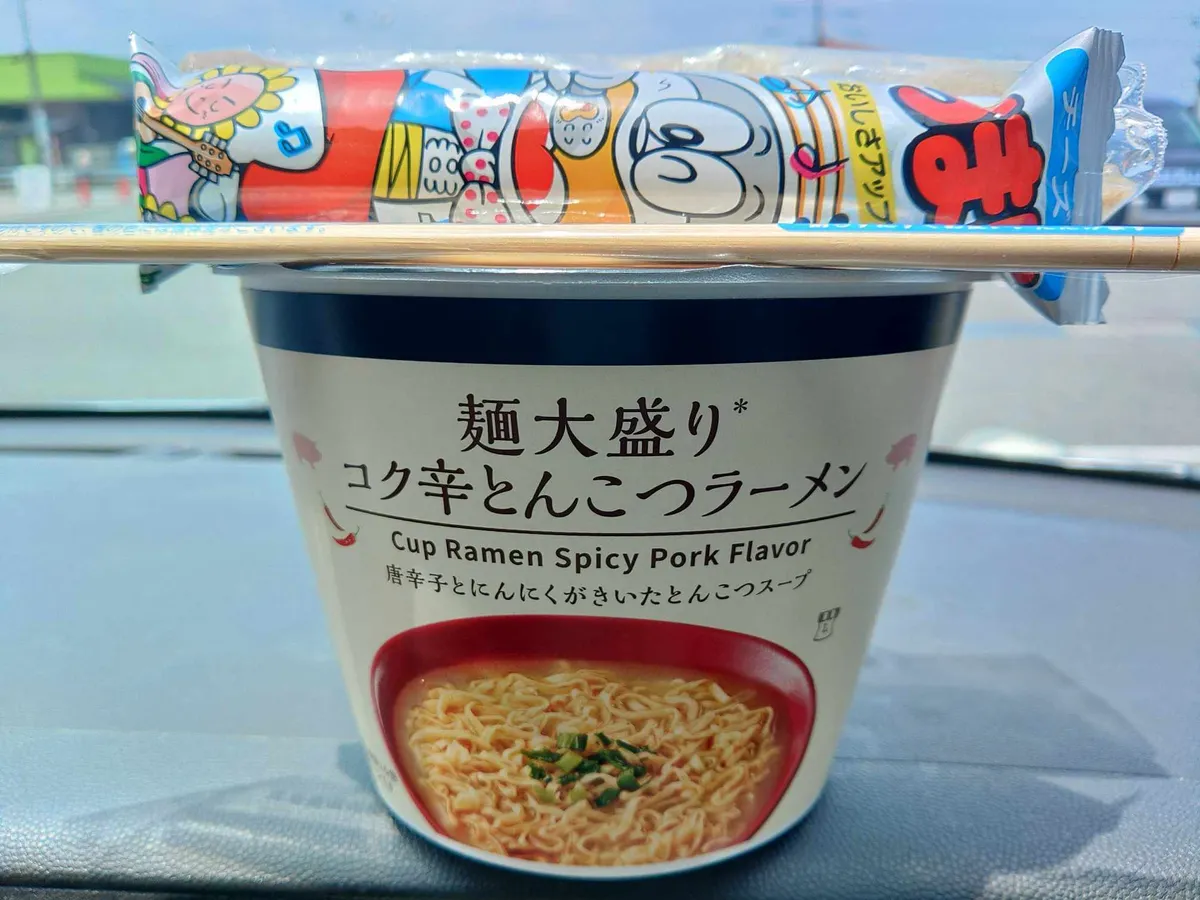 チーズ
おいしさアップ
麺大盛り*
コク辛とんこつラーメン
Cup Ramen Spicy Pork Flavor
唐辛子とにんにくがきいたとんこつスープ